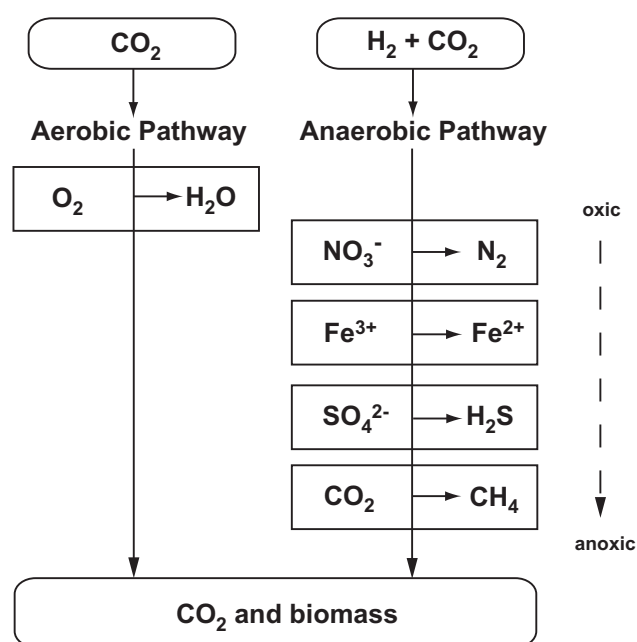 CO₂
H₂ + CO₂
Aerobic Pathway
Anaerobic Pathway
O₂ H₂O
oxic
NO₃⁻ N₂
Fe³⁺ Fe²⁺
SO₄²⁻ H₂S
CO₂ CH₄
anoxic
CO₂ and biomass